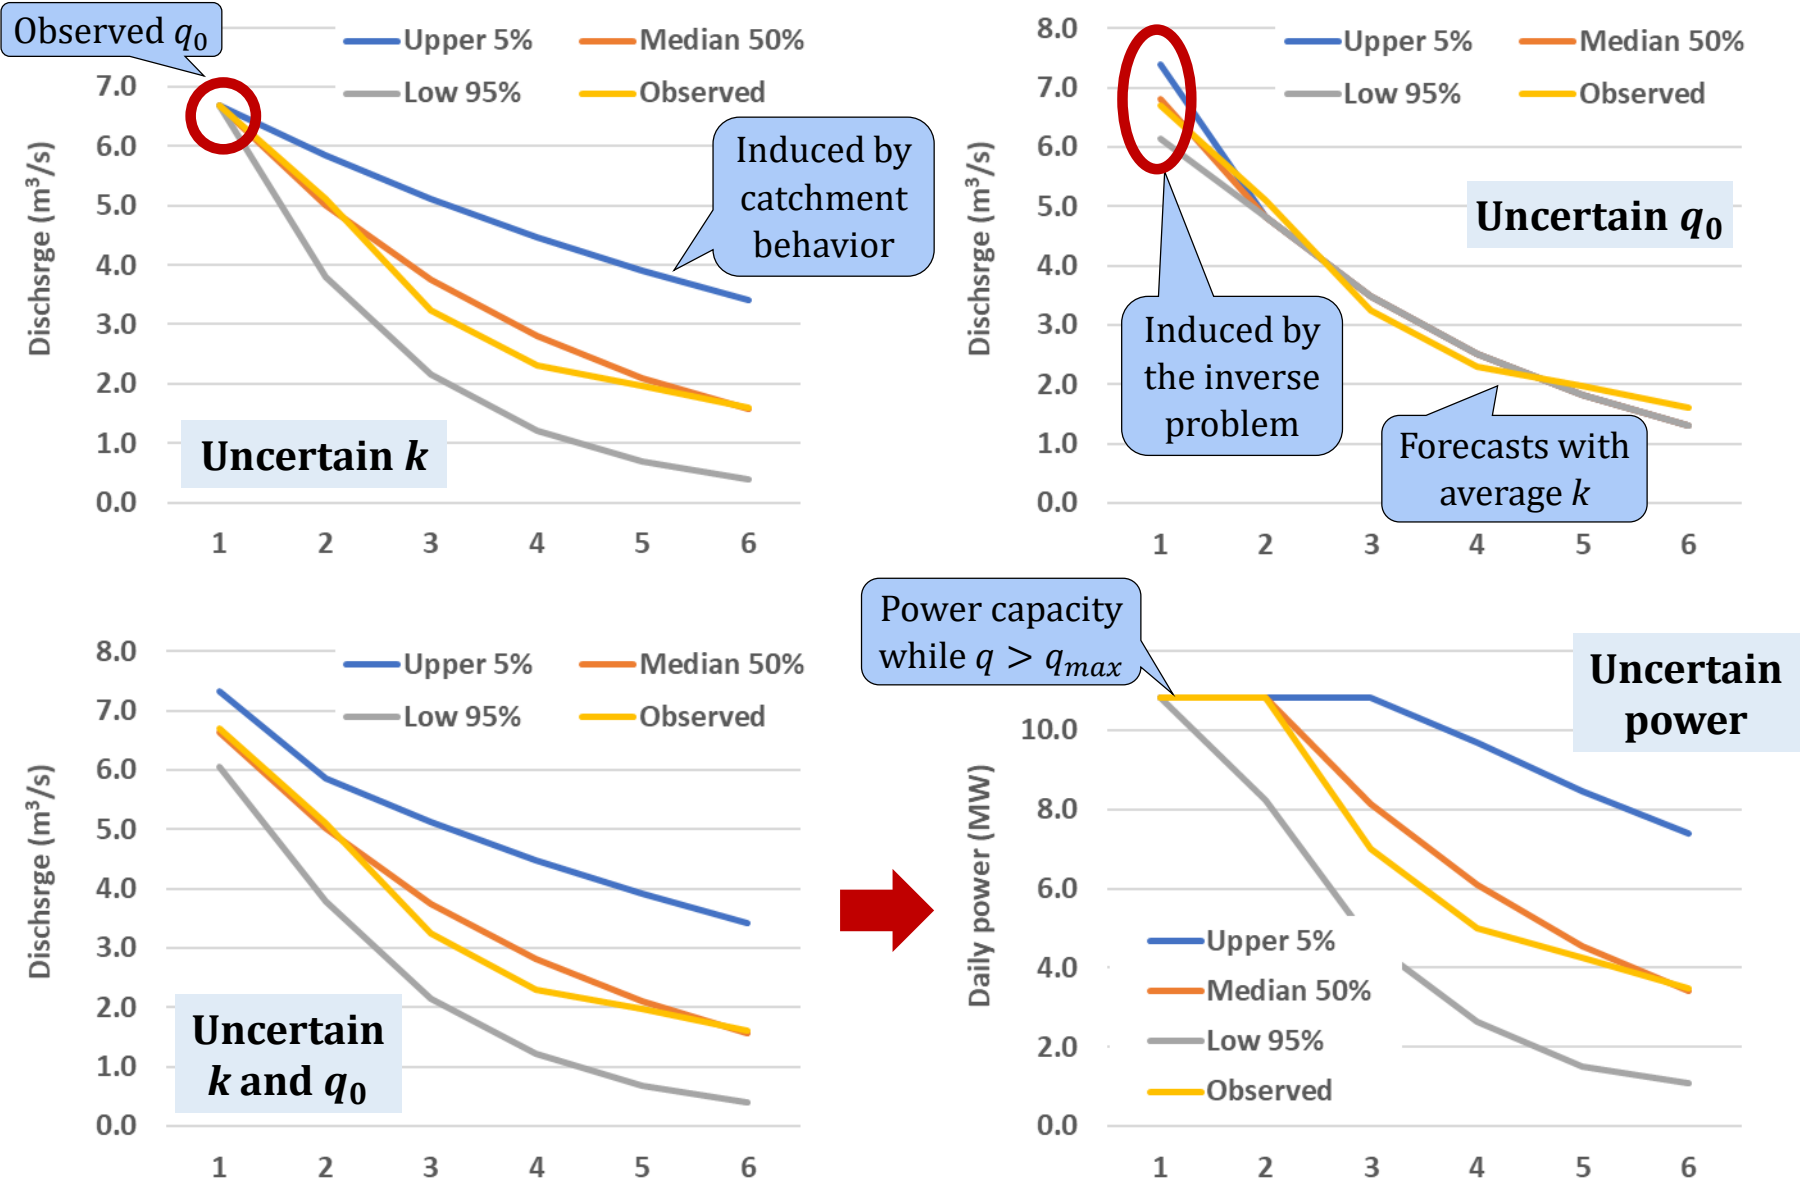 Observed q₀
Upper 5%
Median 50%
Low 95%
Observed
7.0
6.0
5.0
4.0
3.0
2.0
1.0
0.0
Dischsrge (m³/s)
Induced by
catchment
behavior
Uncertain k
1 2 3 4 5 6
8.0
7.0
6.0
5.0
4.0
3.0
2.0
1.0
0.0
Dischsrge (m³/s)
Upper 5%
Median 50%
Low 95%
Observed
Uncertain q₀
Induced by
the inverse
problem
Forecasts with
average k
1 2 3 4 5 6
8.0
7.0
6.0
5.0
4.0
3.0
2.0
1.0
0.0
Dischsrge (m³/s)
Upper 5%
Median 50%
Low 95%
Observed
Uncertain
k and q₀
1 2 3 4 5 6
Power capacity
while q > qₘₐₓ
Uncertain
power
10.0
8.0
6.0
4.0
2.0
0.0
Daily power (MW)
Upper 5%
Median 50%
Low 95%
Observed
1 2 3 4 5 6